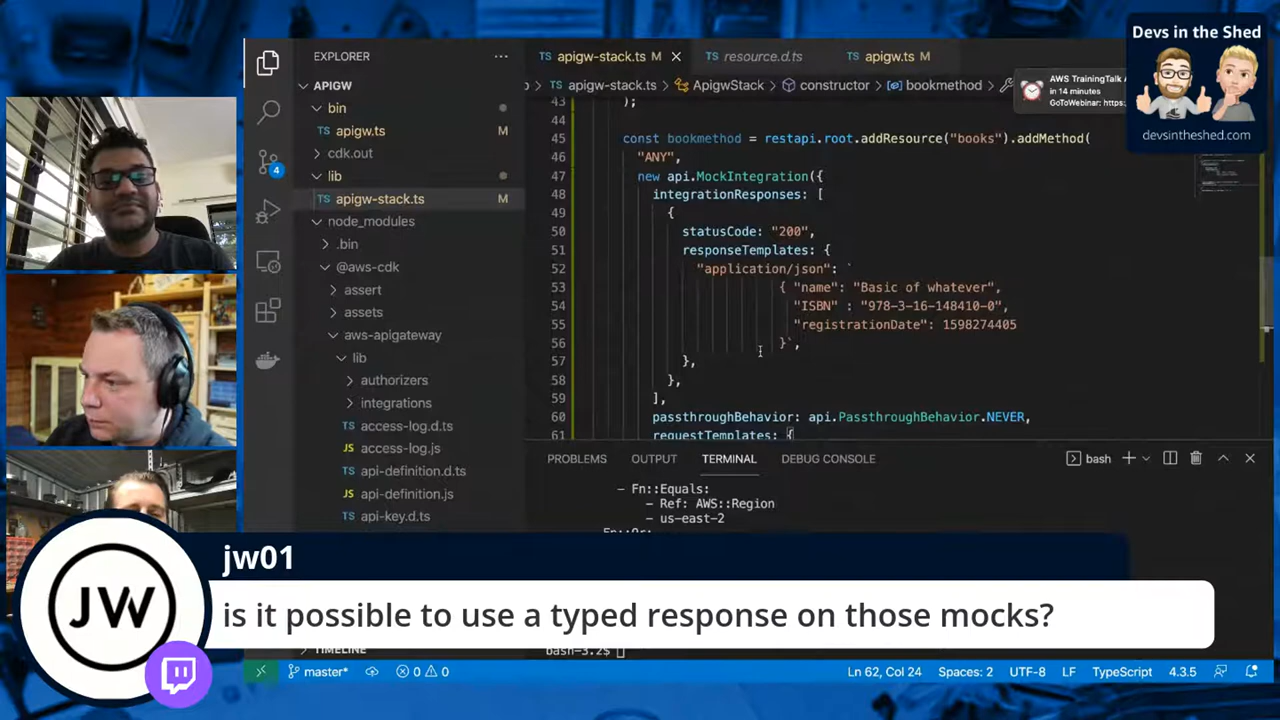 Devs in the Shed
devsintheshed.com
AWS TrainingTalk
in 14 minutes
GoToWebinar: https:
EXPLORER
APIGW
bin
apigw.ts M
cdk.out
lib
apigw-stack.ts M
node_modules
.bin
@aws-cdk
assert
assets
aws-apigateway
lib
authorizers
integrations
access-log.d.ts
access-log.js
api-definition.d.ts
api-definition.js
api-key.d.ts
TIMELINE
apigw-stack.ts M
resource.d.ts
apigw.ts M
apigw-stack.ts > ApigwStack > constructor > bookmethod
43 );
44
45 const bookmethod = restapi.root.addResource("books").addMethod(
46 "ANY",
47 new api.MockIntegration({
48 integrationResponses: [
49 {
50 statusCode: "200",
51 responseTemplates: {
52 "application/json": `
53 { "name": "Basic of whatever",
54 "ISBN" : "978-3-16-148410-0",
55 "registrationDate": 1598274405
56 }`,
57 },
58 },
59 ],
60 passthroughBehavior: api.PassthroughBehavior.NEVER,
61 requestTemplates: {
PROBLEMS OUTPUT TERMINAL DEBUG CONSOLE
bash
- Fn::Equals:
- Ref: AWS::Region
- us-east-2
Fn::Or:
bash-3.2$
4
jw01
JW
is it possible to use a typed response on those mocks?
master* 0 0 Ln 62, Col 24 Spaces: 2 UTF-8 LF TypeScript 4.3.5